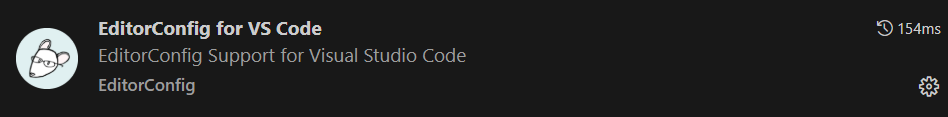 EditorConfig for VS Code
154ms
EditorConfig Support for Visual Studio Code
EditorConfig